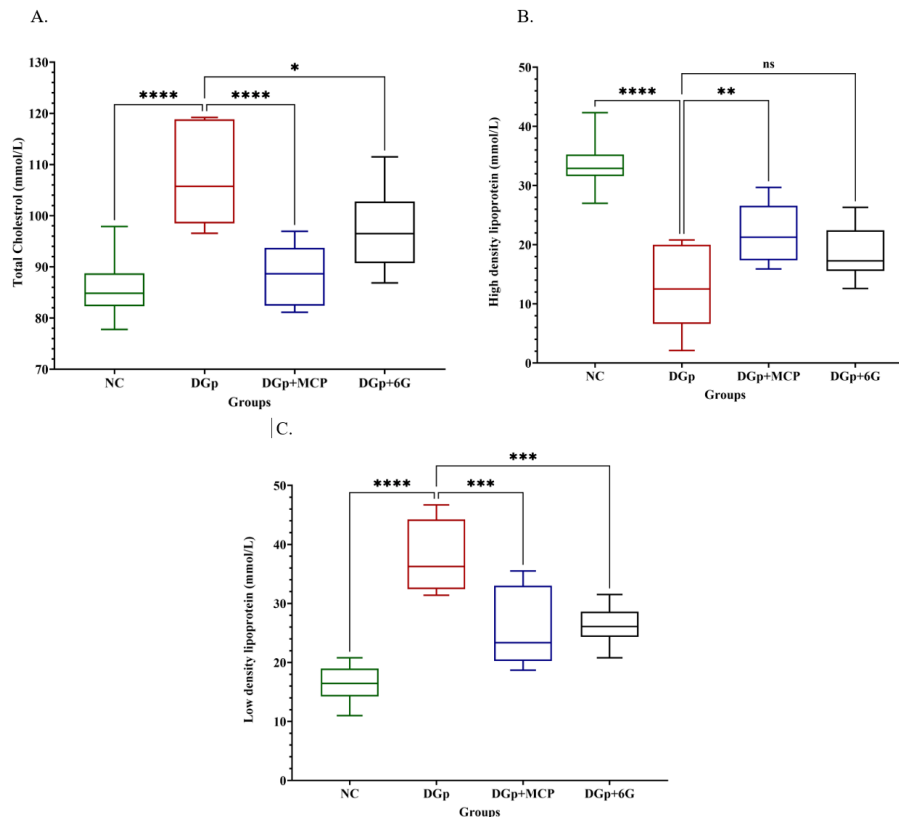 A.
Total Cholestrol (mmol/L)
130
120
110
100
90
80
70
****
****
*
NC
DGp
DGp+MCP
DGp+6G
Groups
B.
High density lipoprotein (mmol/L)
50
40
30
20
10
0
****
**
ns
NC
DGp
DGp+MCP
DGp+6G
Groups
C.
Low density lipoprotein (mmol/L)
50
40
30
20
10
0
****
***
***
NC
DGp
DGp+MCP
DGp+6G
Groups